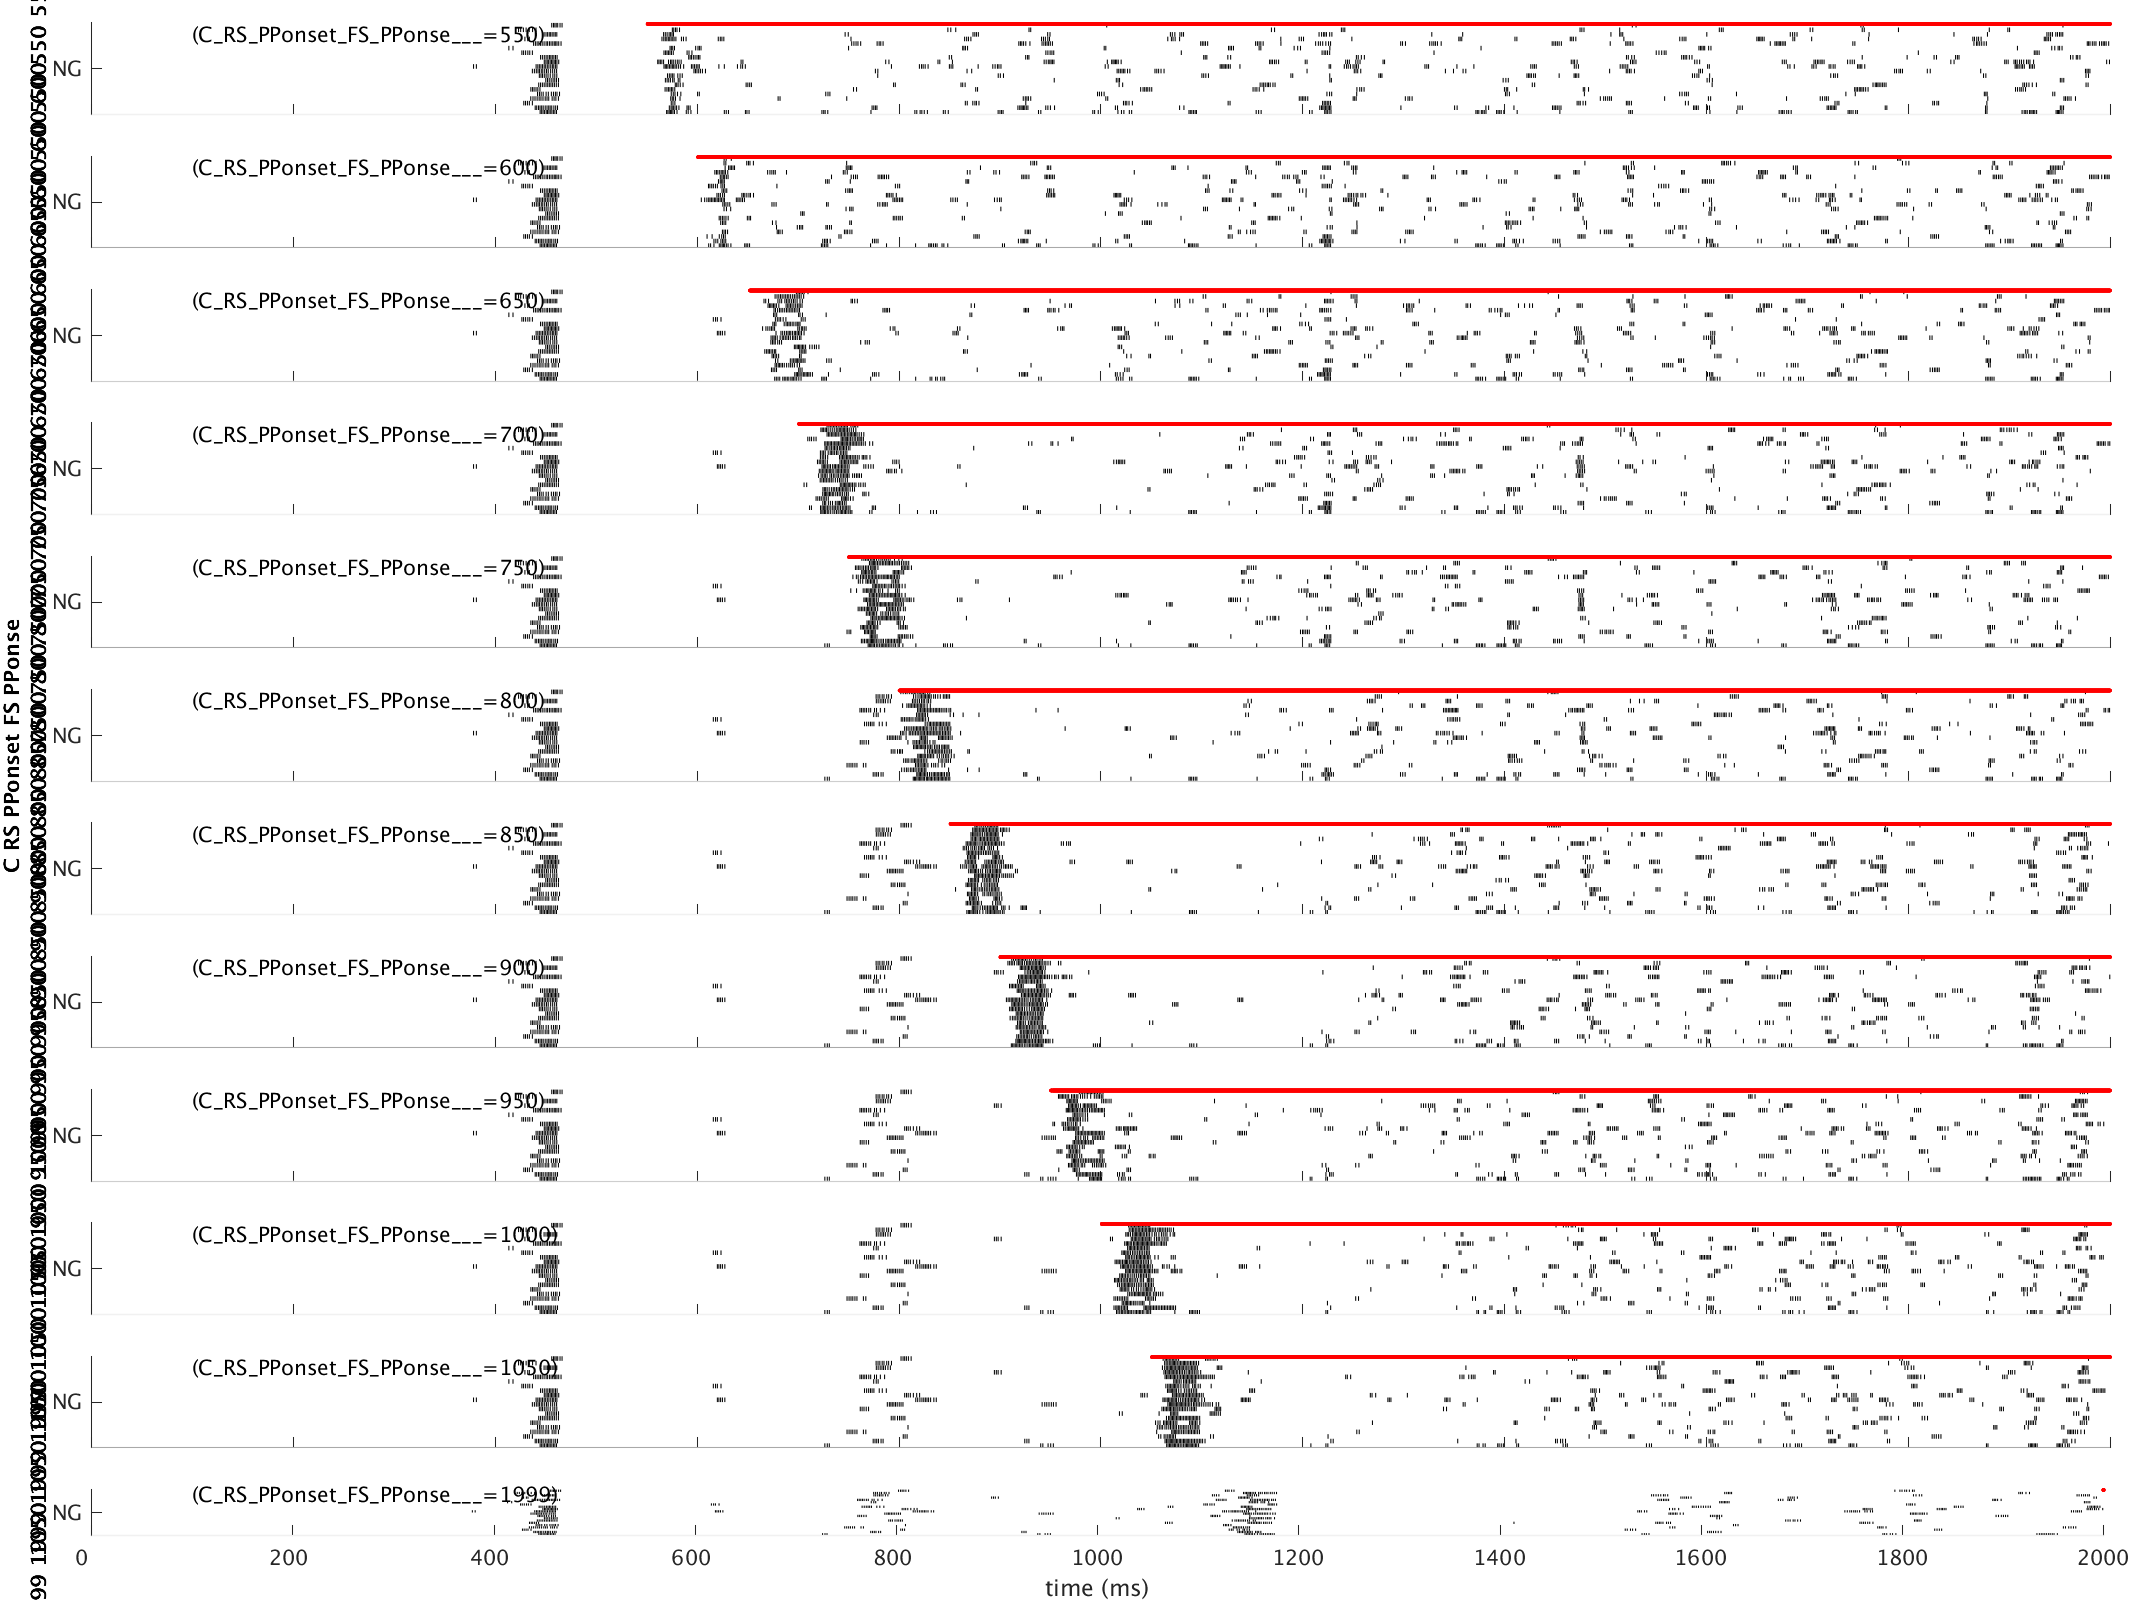 (C_RS_PPonset_FS_PPonse___=550)
NG
(C_RS_PPonset_FS_PPonse___=600)
NG
(C_RS_PPonset_FS_PPonse___=650)
NG
(C_RS_PPonset_FS_PPonse___=700)
NG
(C_RS_PPonset_FS_PPonse___=750)
NG
(C_RS_PPonset_FS_PPonse___=800)
NG
(C_RS_PPonset_FS_PPonse___=850)
NG
(C_RS_PPonset_FS_PPonse___=900)
NG
(C_RS_PPonset_FS_PPonse___=950)
NG
(C_RS_PPonset_FS_PPonse___=1000)
NG
(C_RS_PPonset_FS_PPonse___=1050)
NG
(C_RS_PPonset_FS_PPonse___=1999)
NG
0 200 400 600 800 1000 1200 1400 1600 1800 2000
time (ms)
C RS PPonset FS PPonse